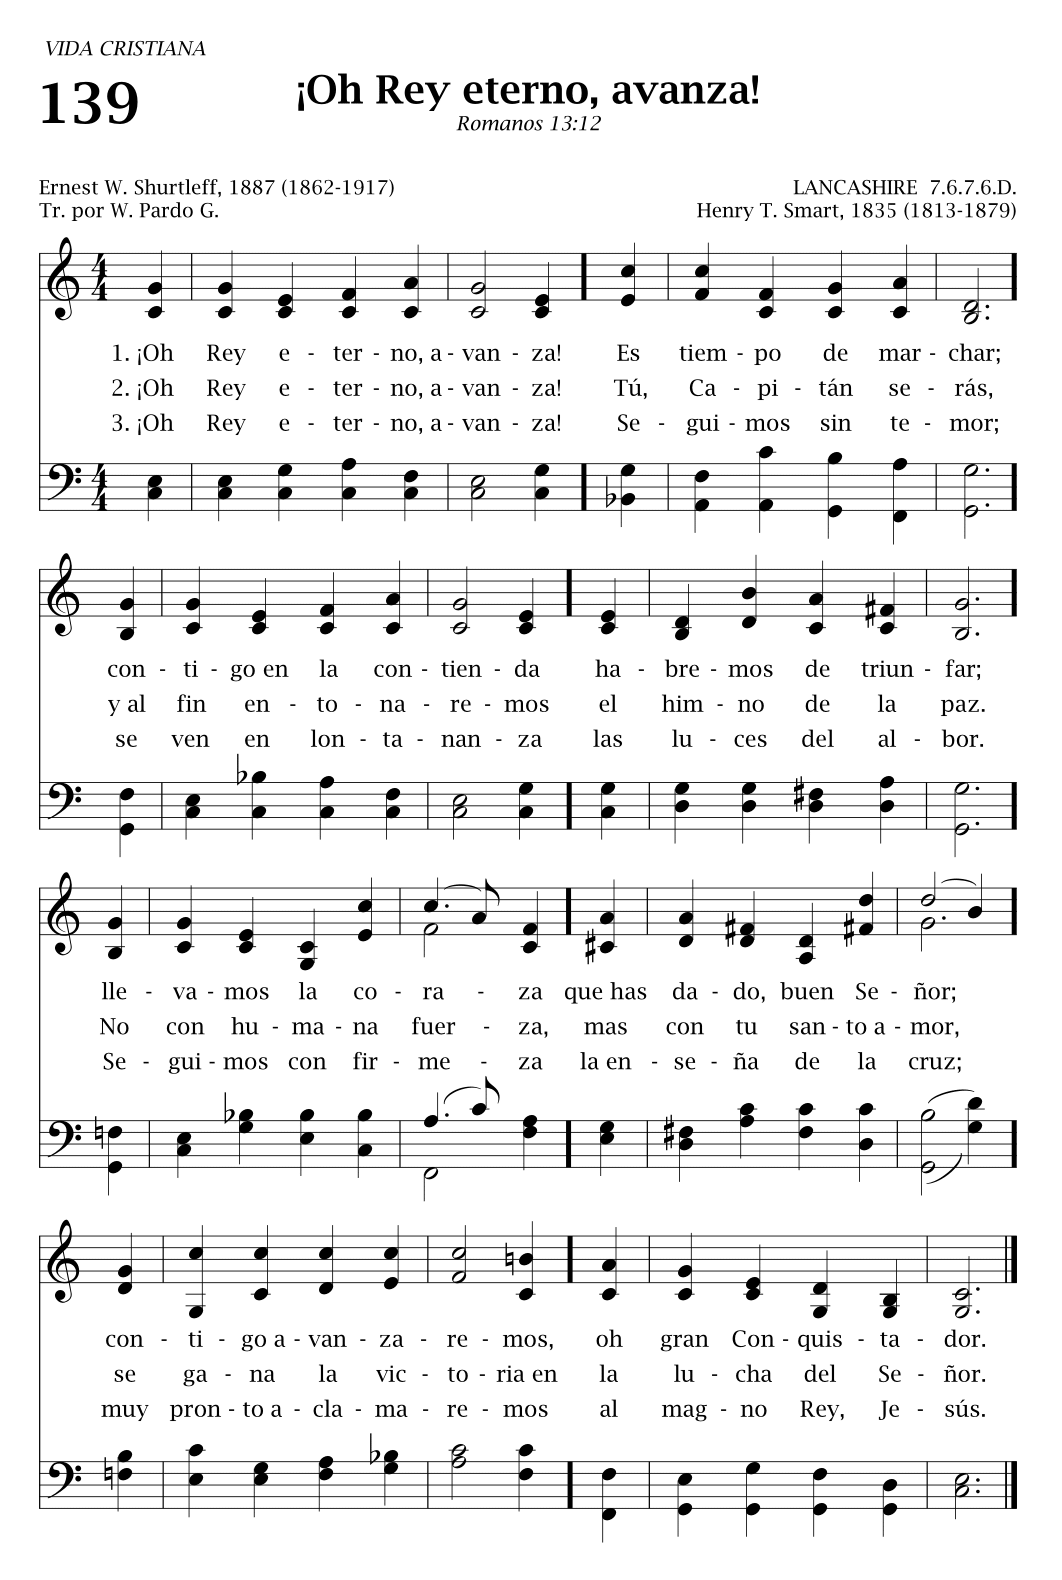 VIDA CRISTIANA
139
¡Oh Rey eterno, avanza!
Romanos 13:12
Ernest W. Shurtleff, 1887 (1862-1917)
LANCASHIRE 7.6.7.6.D.
Tr. por W. Pardo G.
Henry T. Smart, 1835 (1813-1879)
1. ¡Oh Rey e - ter - no, a - van - za! Es tiem - po de mar - char;
2. ¡Oh Rey e - ter - no, a - van - za! Tú, Ca - pi - tán se - rás,
3. ¡Oh Rey e - ter - no, a - van - za! Se - gui - mos sin te - mor;
con - ti - go en la con - tien - da ha - bre - mos de triun - far;
y al fin en - to - na - re - mos el him - no de la paz.
se ven en lon - ta - nan - za las lu - ces del al - bor.
lle - va - mos la co - ra - za que has da - do, buen Se - ñor;
No con hu - ma - na fuer - za, mas con tu san - to a - mor,
Se - gui - mos con fir - me - za la en - se - ña de la cruz;
con - ti - go a - van - za - re - mos, oh gran Con - quis - ta - dor.
se ga - na la vic - to - ria en la lu - cha del Se - ñor.
muy pron - to a - cla - ma - re - mos al mag - no Rey, Je - sús.